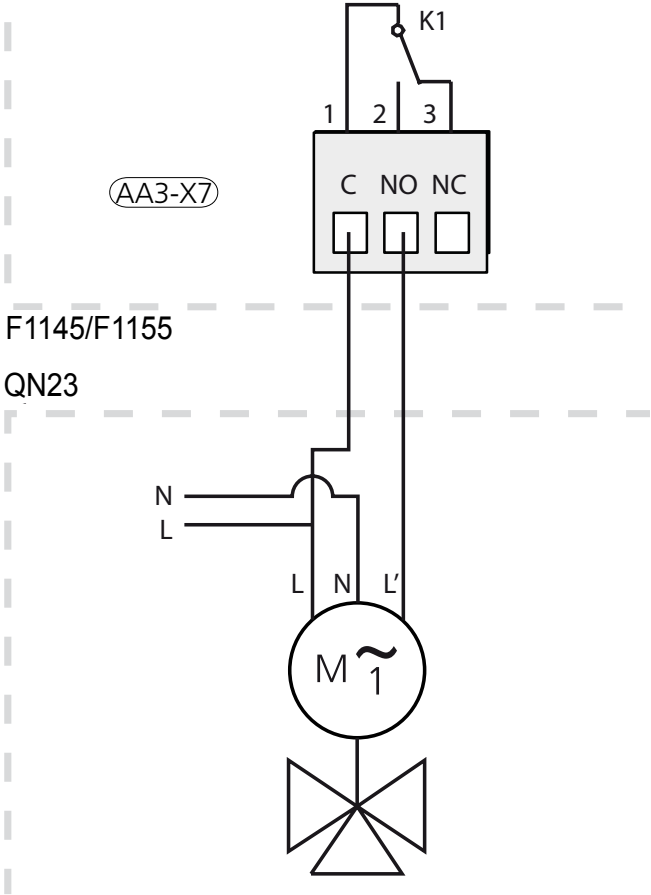 K1
1 2 3
AA3-X7
C NO NC
F1145/F1155
QN23
N
L
L N L’
M ~
1